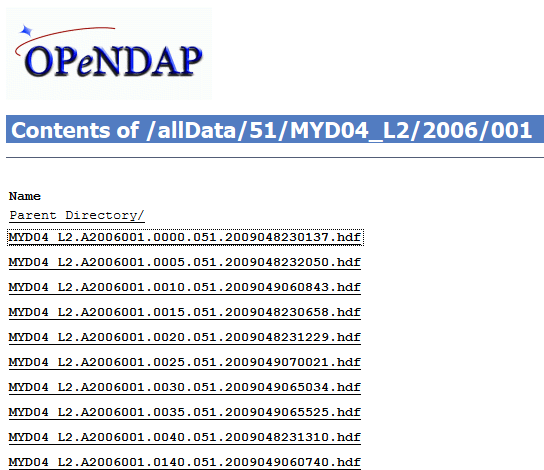 OPeNDAP
Contents of /allData/51/MYD04_L2/2006/001
Name
Parent Directory/
MYD04_L2.A2006001.0000.051.2009048230137.hdf
MYD04_L2.A2006001.0005.051.2009048232050.hdf
MYD04_L2.A2006001.0010.051.2009049060843.hdf
MYD04_L2.A2006001.0015.051.2009048230658.hdf
MYD04_L2.A2006001.0020.051.2009048231229.hdf
MYD04_L2.A2006001.0025.051.2009049070021.hdf
MYD04_L2.A2006001.0030.051.2009049065034.hdf
MYD04_L2.A2006001.0035.051.2009049065525.hdf
MYD04_L2.A2006001.0040.051.2009048231310.hdf
MYD04_L2.A2006001.0140.051.2009049060740.hdf